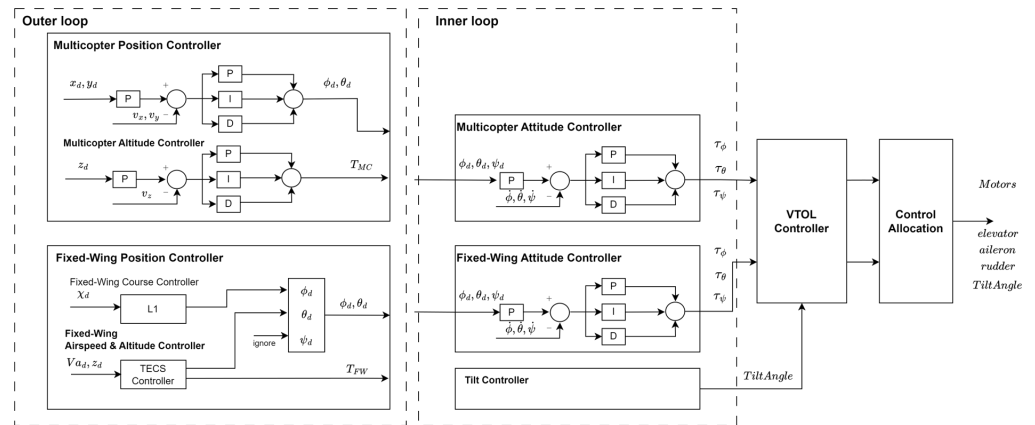 Outer loop
Inner loop
Multicopter Position Controller
x_d, y_d
P
+
−
v_x, v_y
P
I
D
ϕ_d, θ_d
Multicopter Altitude Controller
z_d
P
+
−
v_z
P
I
D
T_MC
Fixed-Wing Position Controller
Fixed-Wing Course Controller
χ_d
L1
Fixed-Wing
Airspeed & Altitude Controller
Va_d, z_d
TECS
Controller
ϕ_d
θ_d
ψ_d
ignore
ϕ_d, θ_d
T_FW
Multicopter Attitude Controller
ϕ_d, θ_d, ψ_d
P
+
−
ϕ̇, θ̇, ψ̇
P
I
D
τ_ϕ
τ_θ
τ_ψ
Fixed-Wing Attitude Controller
ϕ_d, θ_d, ψ_d
P
+
−
ϕ̇, θ̇, ψ̇
P
I
D
τ_ϕ
τ_θ
τ_ψ
Tilt Controller
TiltAngle
VTOL
Controller
Control
Allocation
Motors
elevator
aileron
rudder
TiltAngle